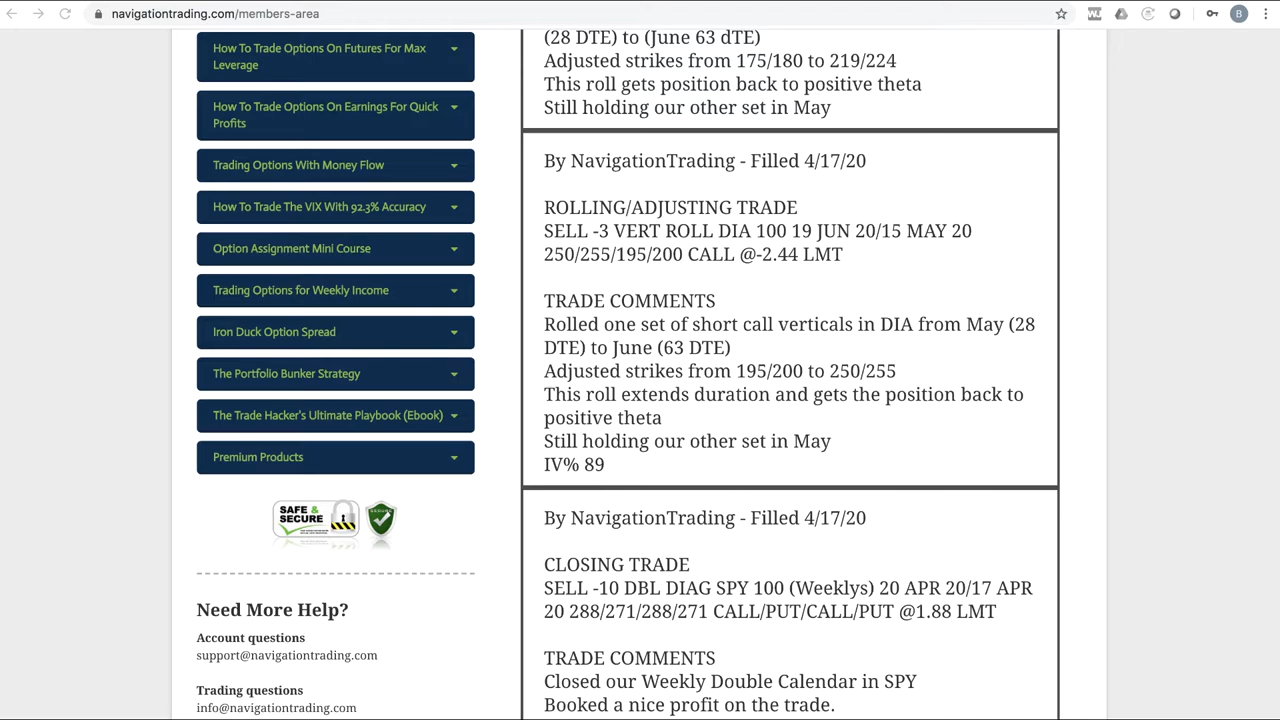 navigationtrading.com/members-area
B
How To Trade Options On Futures For Max
Leverage
How To Trade Options On Earnings For Quick
Profits
Trading Options With Money Flow
How To Trade The VIX With 92.3% Accuracy
Option Assignment Mini Course
Trading Options for Weekly Income
Iron Duck Option Spread
The Portfolio Bunker Strategy
The Trade Hacker's Ultimate Playbook (Ebook)
Premium Products
SAFE &
SECURE
Need More Help?
Account questions
support@navigationtrading.com
Trading questions
info@navigationtrading.com
(28 DTE) to (June 63 dTE)
Adjusted strikes from 175/180 to 219/224
This roll gets position back to positive theta
Still holding our other set in May
By NavigationTrading - Filled 4/17/20
ROLLING/ADJUSTING TRADE
SELL -3 VERT ROLL DIA 100 19 JUN 20/15 MAY 20
250/255/195/200 CALL @-2.44 LMT
TRADE COMMENTS
Rolled one set of short call verticals in DIA from May (28
DTE) to June (63 DTE)
Adjusted strikes from 195/200 to 250/255
This roll extends duration and gets the position back to
positive theta
Still holding our other set in May
IV% 89
By NavigationTrading - Filled 4/17/20
CLOSING TRADE
SELL -10 DBL DIAG SPY 100 (Weeklys) 20 APR 20/17 APR
20 288/271/288/271 CALL/PUT/CALL/PUT @1.88 LMT
TRADE COMMENTS
Closed our Weekly Double Calendar in SPY
Booked a nice profit on the trade.